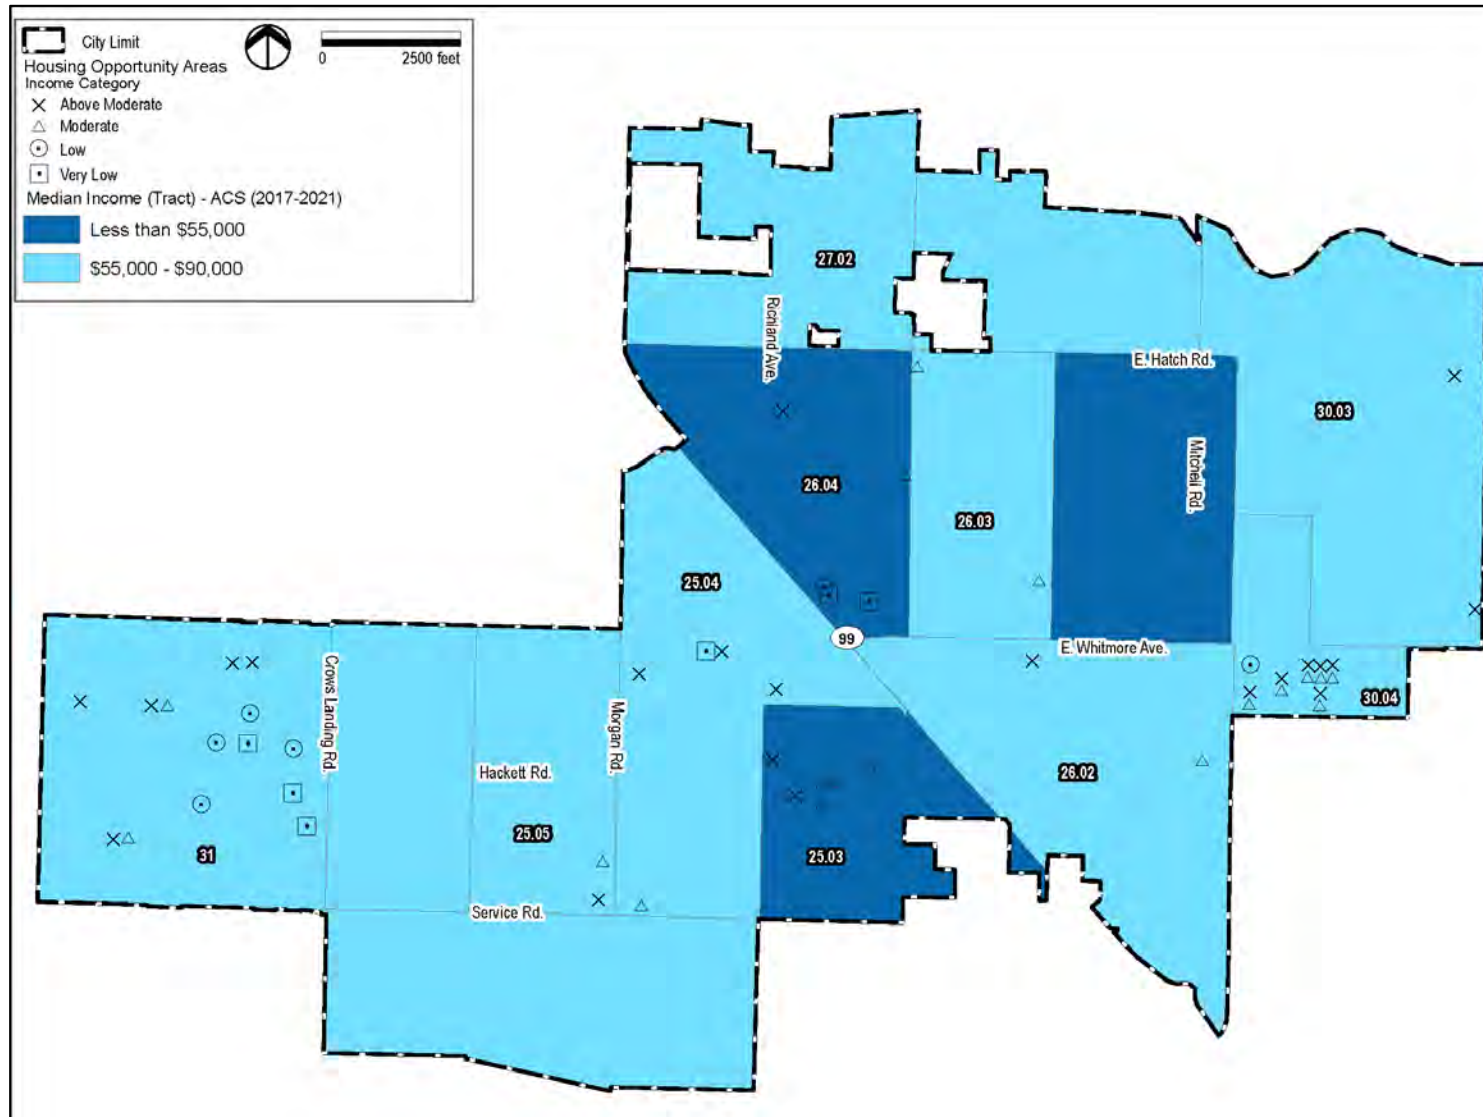 City Limit
0 2500 feet
Housing Opportunity Areas
Income Category
Above Moderate
Moderate
Low
Very Low
Median Income (Tract) - ACS (2017-2021)
Less than $55,000
$55,000 - $90,000
27.02
Richland Ave.
E. Hatch Rd.
30.03
Mitchell Rd.
26.04
26.03
25.04
99
E. Whitmore Ave.
Crows Landing Rd.
Morgan Rd.
30.04
Hackett Rd.
26.02
25.05
31
25.03
Service Rd.